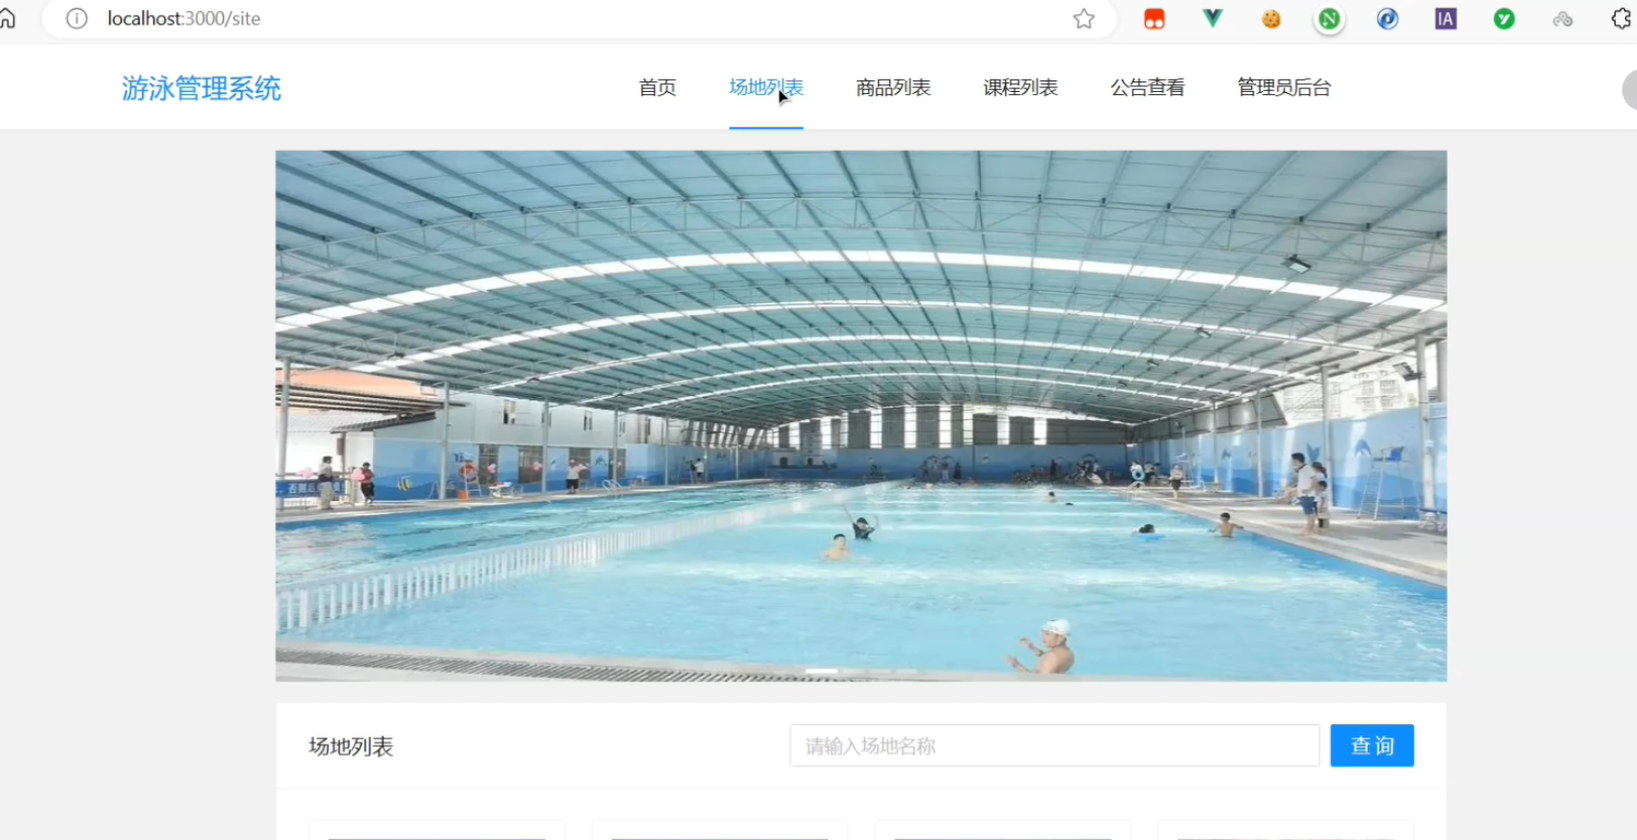 localhost:3000/site
IA
游泳管理系统
首页 场地列表 商品列表 课程列表 公告查看 管理员后台
场地列表 请输入场地名称 查 询